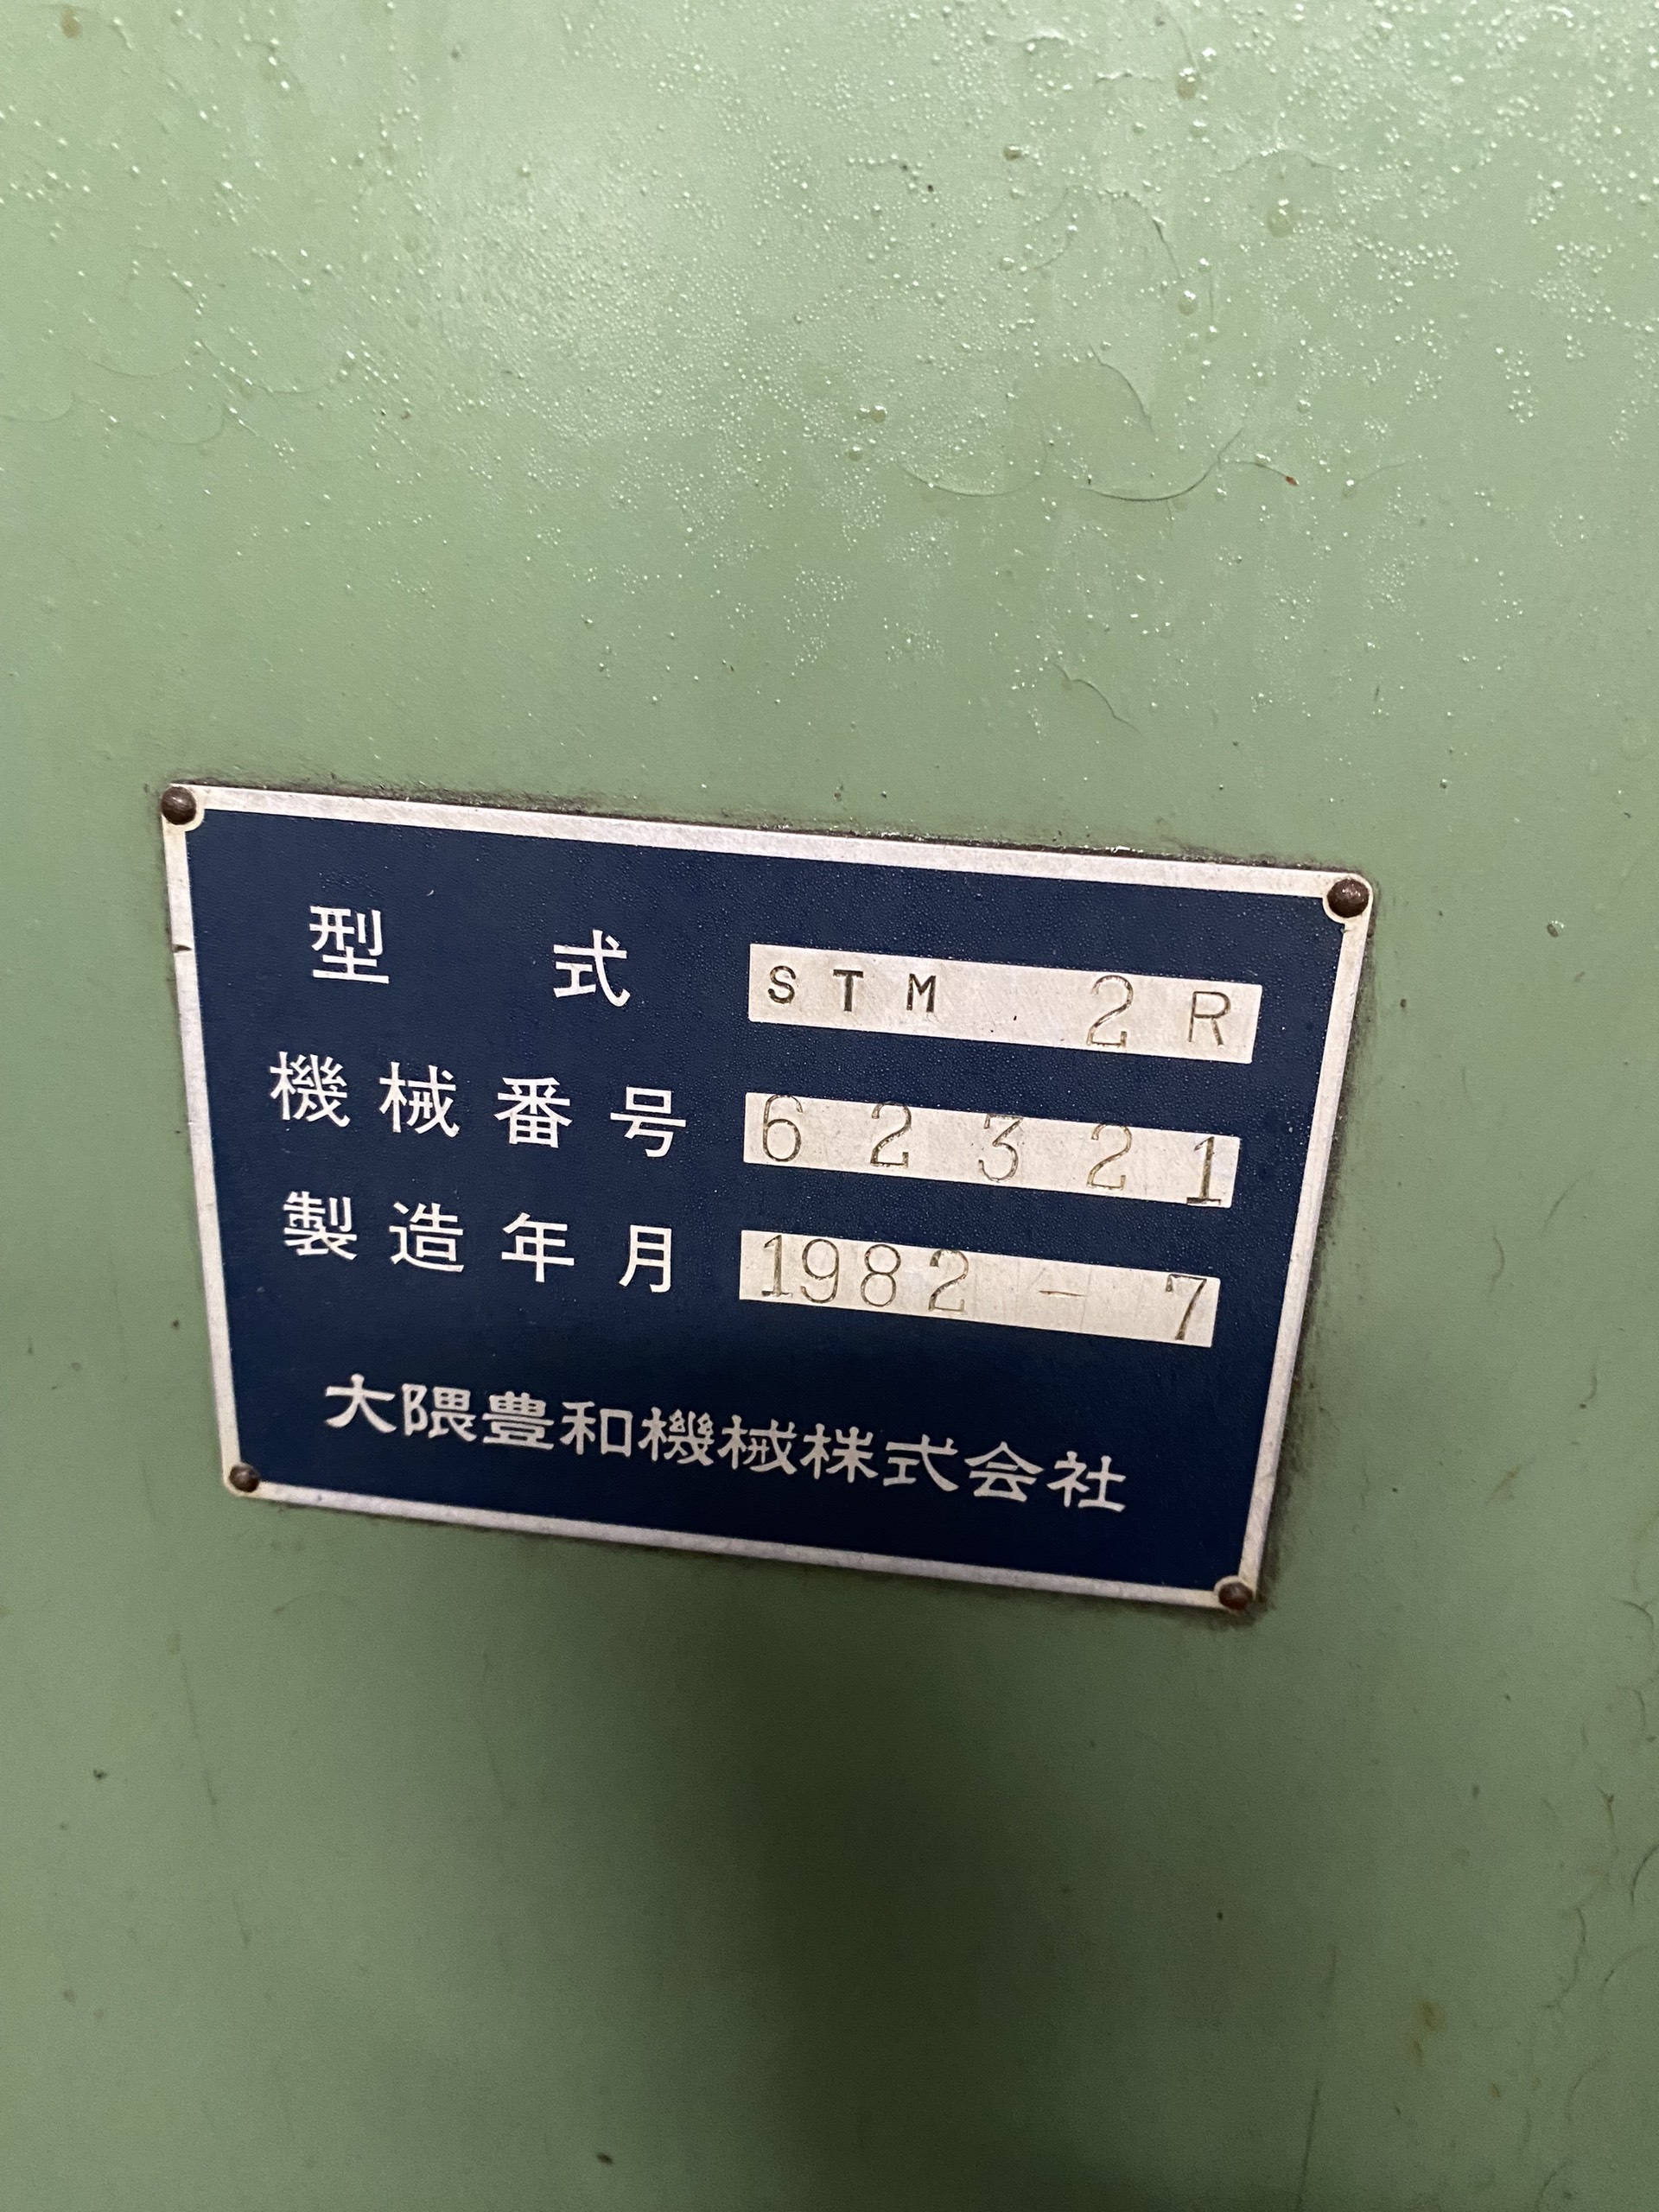 型式 STM 2R
機械番号 62321
製造年月 1982 - 7
大隈豊和機械株式会社